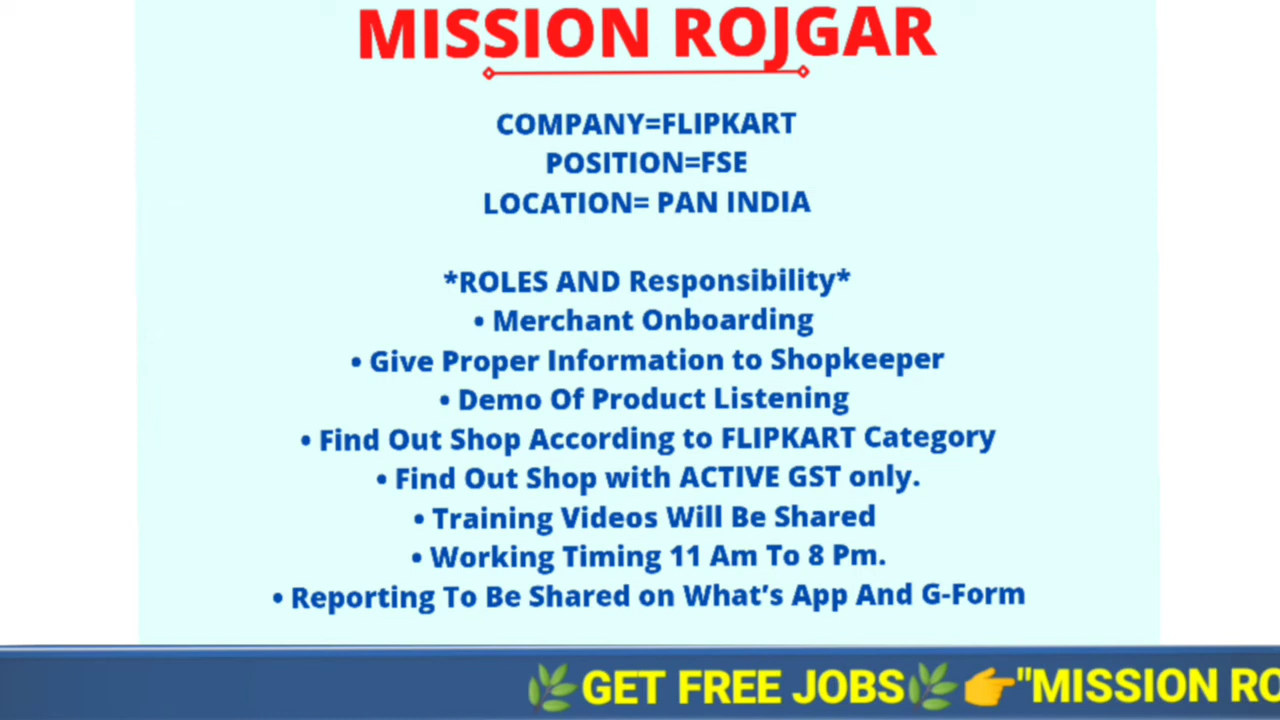 MISSION ROJGAR
COMPANY=FLIPKART
POSITION=FSE
LOCATION= PAN INDIA
*ROLES AND Responsibility*
• Merchant Onboarding
• Give Proper Information to Shopkeeper
• Demo Of Product Listening
• Find Out Shop According to FLIPKART Category
• Find Out Shop with ACTIVE GST only.
• Training Videos Will Be Shared
• Working Timing 11 Am To 8 Pm.
• Reporting To Be Shared on What’s App And G-Form
🌿GET FREE JOBS🌿👉"MISSION RO